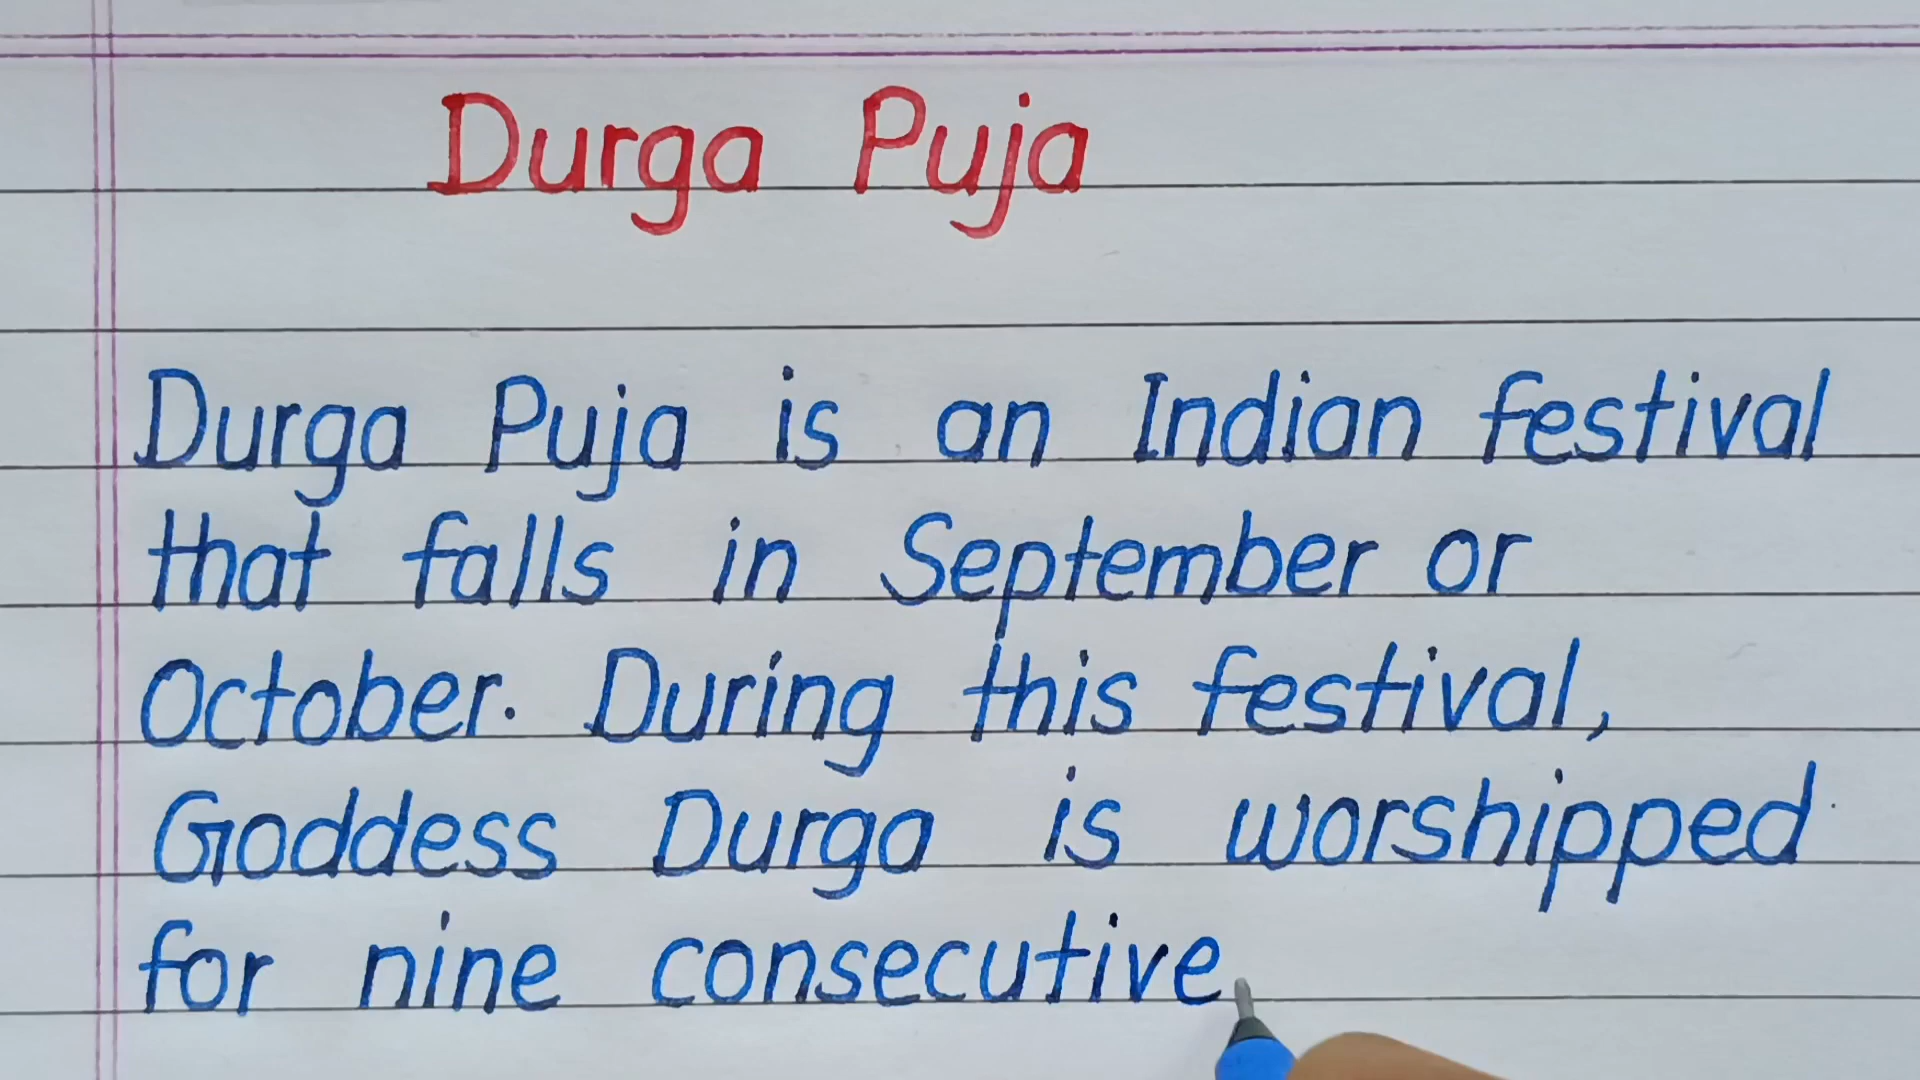 Durga Puja
Durga Puja is an Indian festival
that falls in September or
October. During this festival,
Goddess Durga is worshipped
for nine consecutive